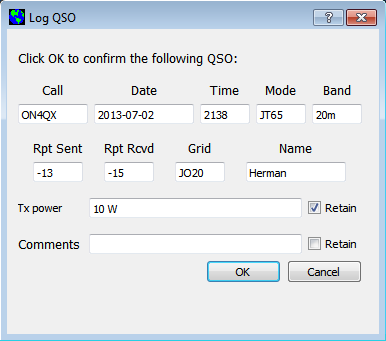 Log QSO
Click OK to confirm the following QSO:
Call Date Time Mode Band
ON4QX 2013-07-02 2138 JT65 20m
Rpt Sent Rpt Rcvd Grid Name
-13 -15 JO20 Herman
Tx power 10 W Retain
Comments Retain
OK Cancel